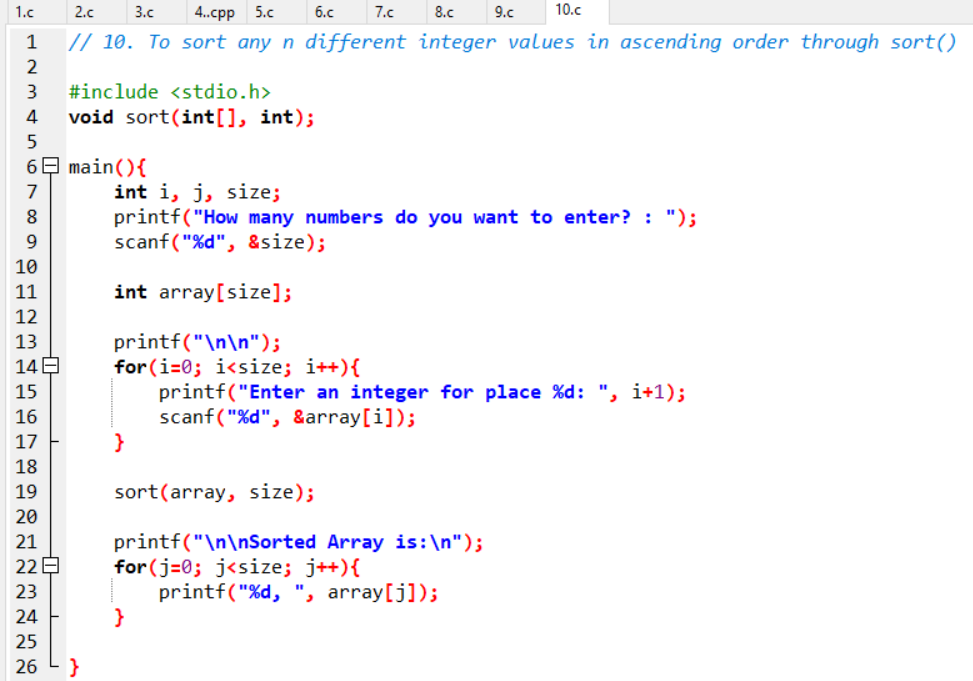 1.c 2.c 3.c 4..cpp 5.c 6.c 7.c 8.c 9.c 10.c
1 // 10. To sort any n different integer values in ascending order through sort()
2
3 #include <stdio.h>
4 void sort(int[], int);
5
6 main(){
7 int i, j, size;
8 printf("How many numbers do you want to enter? : ");
9 scanf("%d", &size);
10
11 int array[size];
12
13 printf("\n\n");
14 for(i=0; i<size; i++){
15 printf("Enter an integer for place %d: ", i+1);
16 scanf("%d", &array[i]);
17 }
18
19 sort(array, size);
20
21 printf("\n\nSorted Array is:\n");
22 for(j=0; j<size; j++){
23 printf("%d, ", array[j]);
24 }
25
26 }